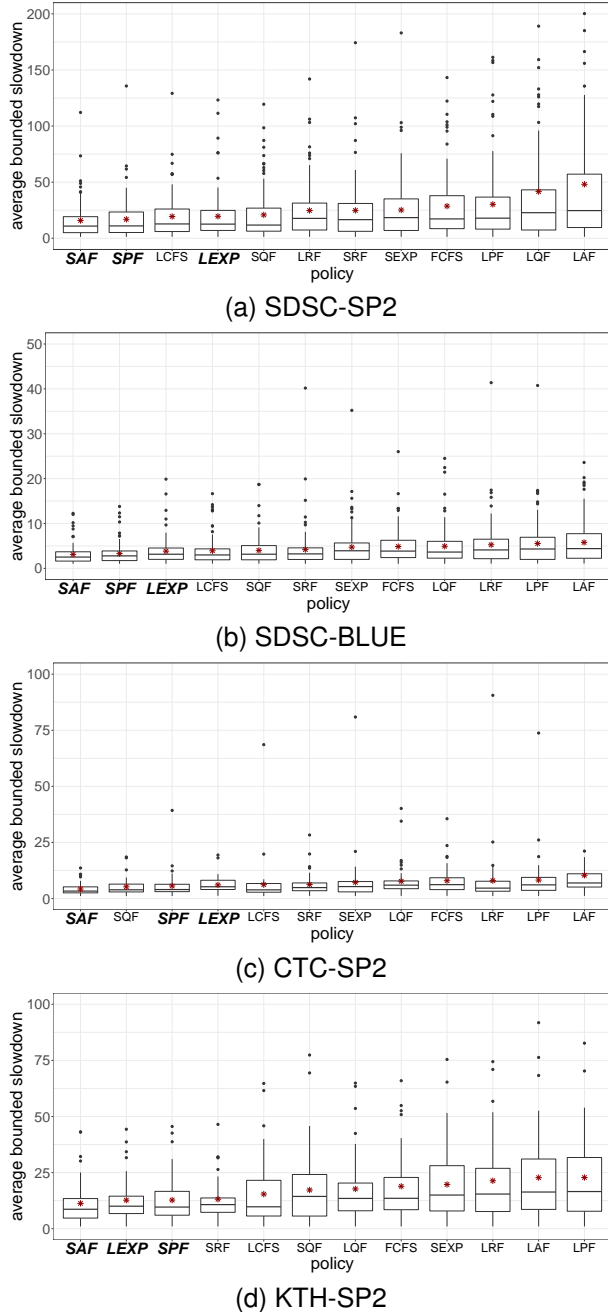 200
150
100
50
0
average bounded slowdown
SAF SPF LCFS LEXP SQF LRF SRF SEXP FCFS LPF LQF LAF
policy
(a) SDSC-SP2
50
40
30
20
10
0
average bounded slowdown
SAF SPF LEXP LCFS SQF SRF SEXP FCFS LQF LRF LPF LAF
policy
(b) SDSC-BLUE
100
75
50
25
0
average bounded slowdown
SAF SQF SPF LEXP LCFS SRF SEXP LQF FCFS LRF LPF LAF
policy
(c) CTC-SP2
100
75
50
25
0
average bounded slowdown
SAF LEXP SPF SRF LCFS SQF LQF FCFS SEXP LRF LAF LPF
policy
(d) KTH-SP2